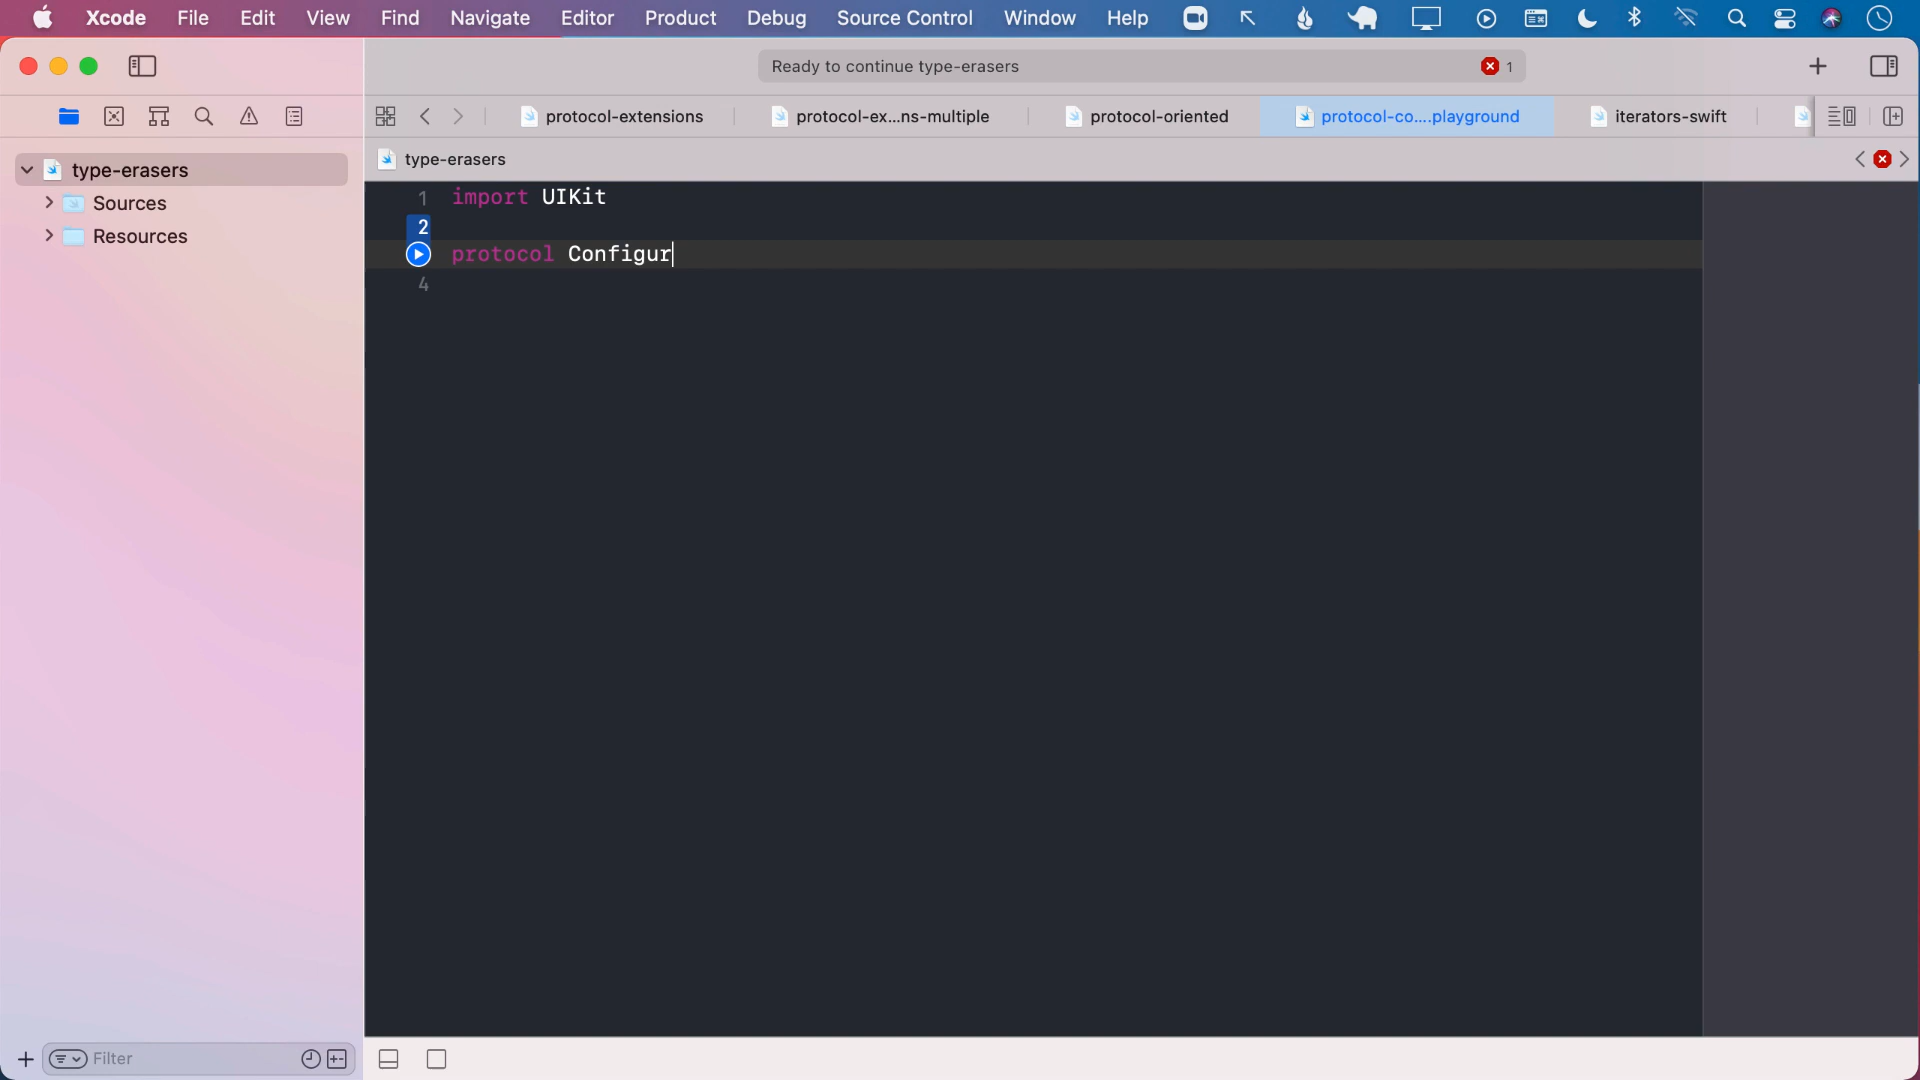 Xcode File Edit View Find Navigate Editor Product Debug Source Control Window Help
Ready to continue type-erasers 1
protocol-extensions protocol-ex...ns-multiple protocol-oriented protocol-co....playground iterators-swift
type-erasers
type-erasers
Sources
Resources
1 import UIKit
2
protocol Configur
4
Filter